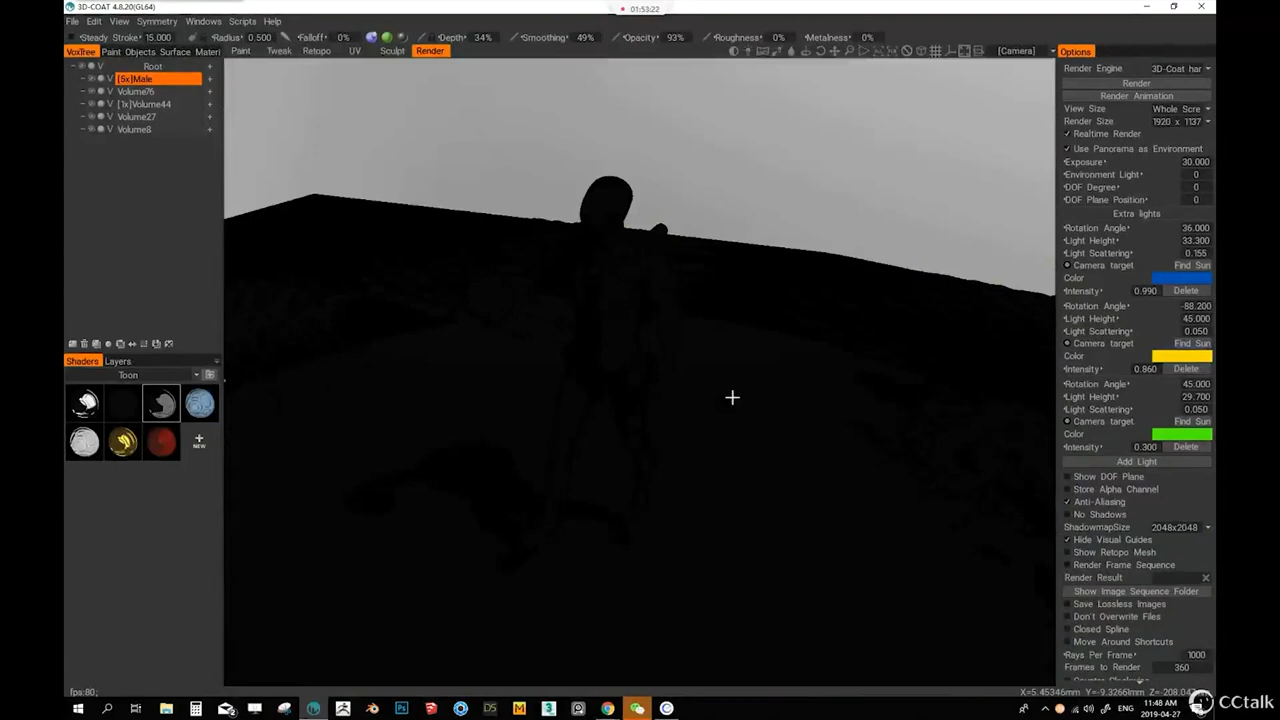 3D-COAT 4.8.20(GL64)
01:53:22
File Edit View Symmetry Windows Scripts Help
Steady Stroke 15.000 Radius 0.500 Falloff 0% Depth 34% Smoothing 49% Opacity 93% Roughness 0% Metalness 0%
VoxTree Paint Objects Surface Materi Paint Tweak Retopo UV Sculpt Render [Camera] Options
Root
[5x]Male
Volume76
[1x]Volume44
Volume27
Volume8
Shaders Layers
Toon
NEW
Render Engine 3D-Coat har
Render
Render Animation
View Size Whole Scre
Render Size 1920 x 1137
Realtime Render
Use Panorama as Environment
Exposure 30.000
Environment Light 0
DOF Degree 0
DOF Plane Position 0
Extra lights
Rotation Angle 36.000
Light Height 33.300
Light Scattering 0.155
Camera target Find Sun
Color
Intensity 0.990 Delete
Rotation Angle -88.200
Light Height 45.000
Light Scattering 0.050
Camera target Find Sun
Color
Intensity 0.860 Delete
Rotation Angle 45.000
Light Height 29.700
Light Scattering 0.050
Camera target Find Sun
Color
Intensity 0.300 Delete
Add Light
Show DOF Plane
Store Alpha Channel
Anti-Aliasing
No Shadows
ShadowmapSize 2048x2048
Hide Visual Guides
Show Retopo Mesh
Render Frame Sequence
Render Result
Show Image Sequence Folder
Save Lossless Images
Don't Overwrite Files
Closed Spline
Move Around Shortcuts
Rays Per Frame 1000
Frames to Render 360
fps:80;
X=5.45346mm Y=-9.32661mm
11:48 AM
2019-04-27
CCtalk